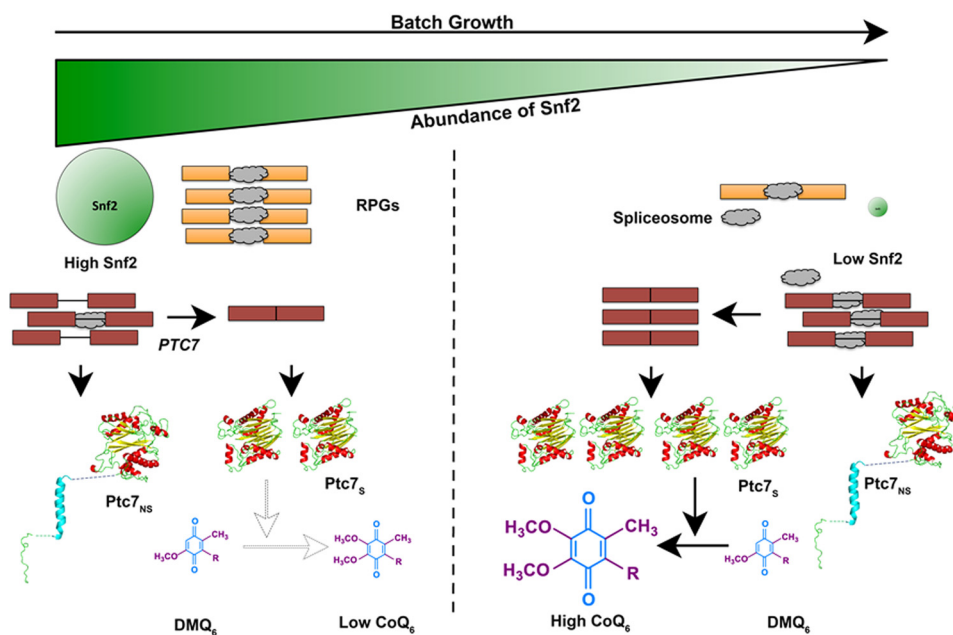 Batch Growth
Abundance of Snf2
Snf2
RPGs
High Snf2
Spliceosome
Low Snf2
PTC7
Ptc7NS
Ptc7S
Ptc7S
Ptc7NS
O
CH3
H3CO
R
O
O
H3CO
CH3
H3CO
R
O
O
H3CO
CH3
H3CO
R
O
O
CH3
H3CO
R
O
DMQ6
Low CoQ6
High CoQ6
DMQ6